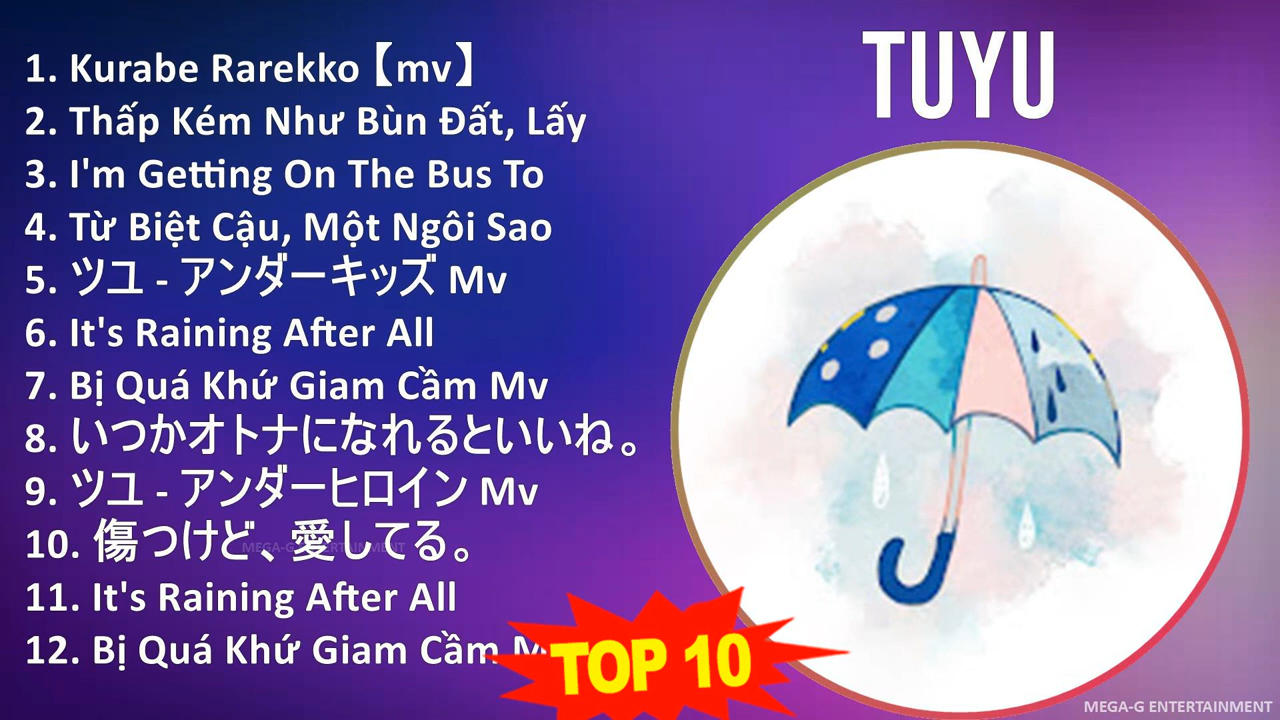 TUYU
1. Kurabe Rarekko【mv】
2. Thấp Kém Như Bùn Đất, Lấy
3. I'm Getting On The Bus To
4. Từ Biệt Cậu, Một Ngôi Sao
5. ツユ - アンダーキッズ Mv
6. It's Raining After All
7. Bị Quá Khứ Giam Cầm Mv
8. いつかオトナになれるといいね。
9. ツユ - アンダーヒロイン Mv
10. 傷つけど、愛してる。
MEGA-G ENTERTAINMENT
11. It's Raining After All
12. Bị Quá Khứ Giam Cầm M
TOP 10
MEGA-G ENTERTAINMENT